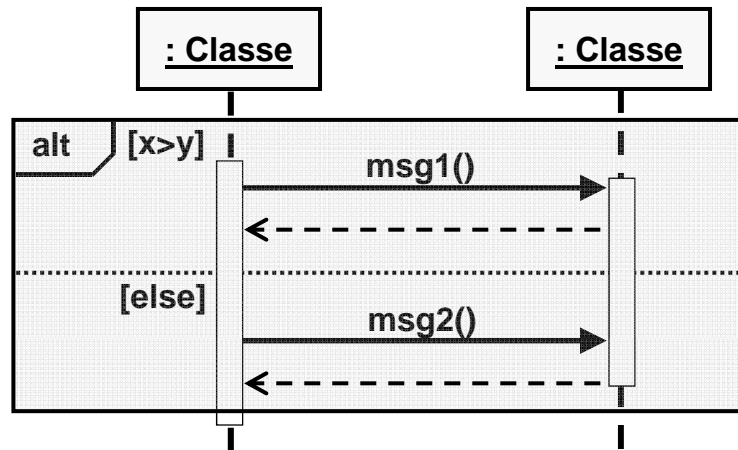 : Classe
: Classe
alt
[x>y]
msg1()
[else]
msg2()